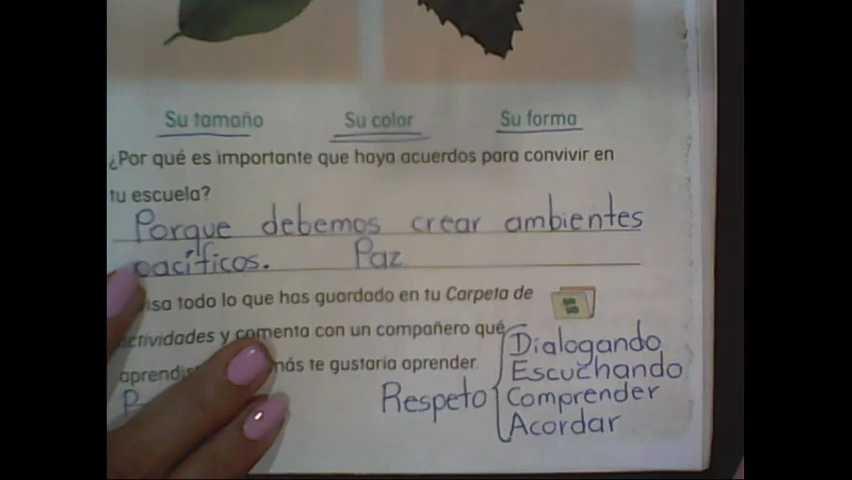 Su tamaño Su color Su forma
¿Por qué es importante que haya acuerdos para convivir en
tu escuela?
Porque debemos crear ambientes
pacíficos. Paz
todo lo que has guardado en tu Carpeta de
actividades y comenta con un compañero qué
más te gustaría aprender.
Respeto
Dialogando
Escuchando
Comprender
Acordar